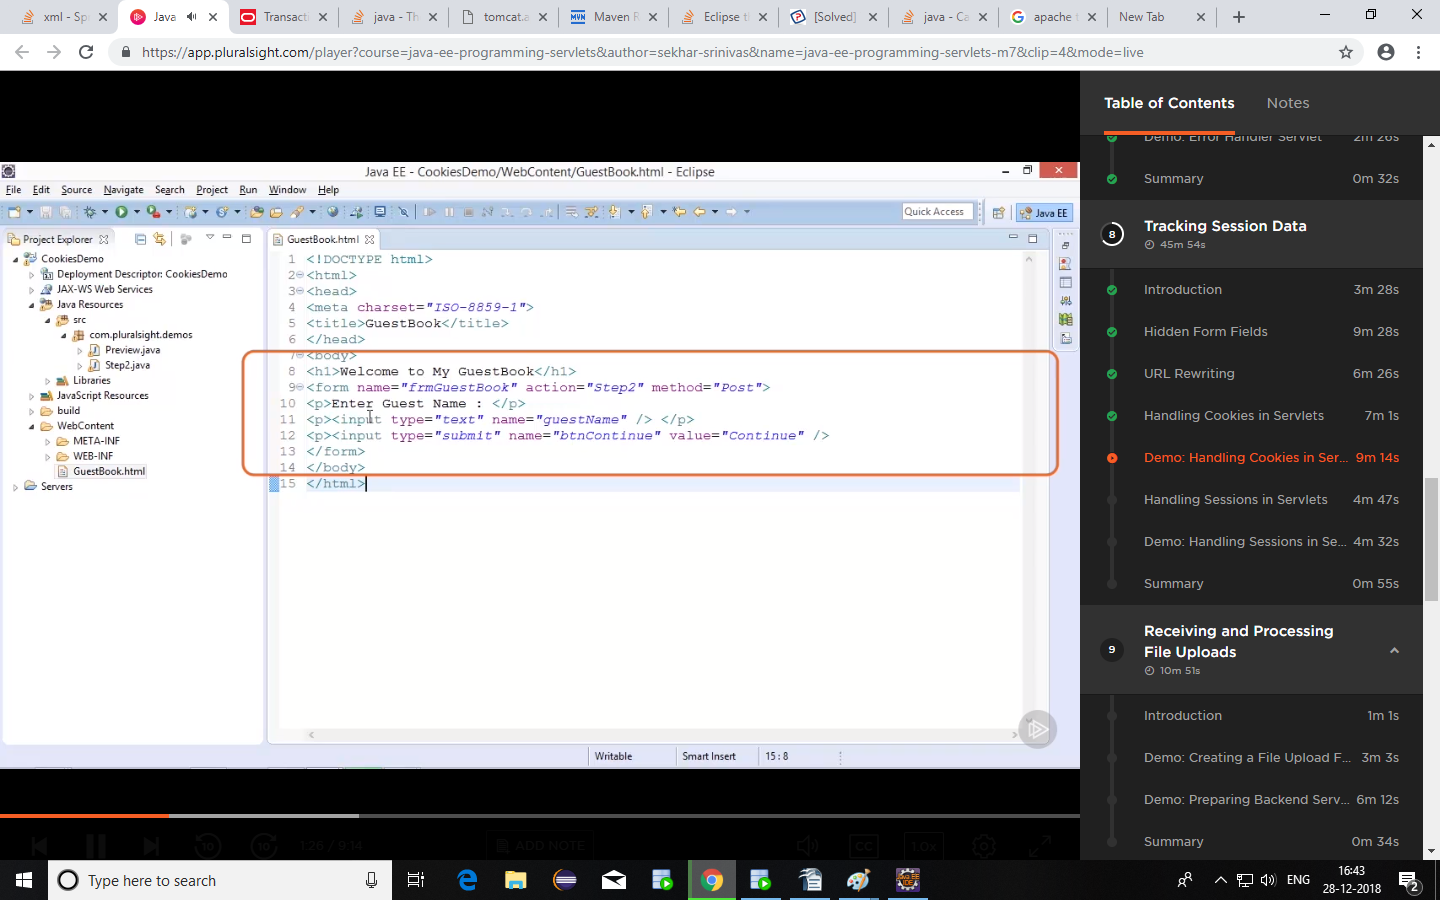 xml - Sp
Java
Transacti
java - Th
tomcat.a
Maven R
Eclipse ti
[Solved]
java - Ca
apache t
New Tab
https://app.pluralsight.com/player?course=java-ee-programming-servlets&author=sekhar-srinivas&name=java-ee-programming-servlets-m7&clip=4&mode=live
Table of Contents
Notes
Demo: Error Handler Servlet 2m 26s
Summary 0m 32s
8
Tracking Session Data
45m 54s
Introduction 3m 28s
Hidden Form Fields 9m 28s
URL Rewriting 6m 26s
Handling Cookies in Servlets 7m 1s
Demo: Handling Cookies in Ser... 9m 14s
Handling Sessions in Servlets 4m 47s
Demo: Handling Sessions in Se... 4m 32s
Summary 0m 55s
9
Receiving and Processing
File Uploads
10m 51s
Introduction 1m 1s
Demo: Creating a File Upload F... 3m 3s
Demo: Preparing Backend Serv... 6m 12s
Summary 0m 34s
Java EE - CookiesDemo/WebContent/GuestBook.html - Eclipse
File Edit Source Navigate Search Project Run Window Help
Quick Access
Java EE
Project Explorer
CookiesDemo
Deployment Descriptor: CookiesDemo
JAX-WS Web Services
Java Resources
src
com.pluralsight.demos
Preview.java
Step2.java
Libraries
JavaScript Resources
build
WebContent
META-INF
WEB-INF
GuestBook.html
Servers
GuestBook.html
1 <!DOCTYPE html>
2 <html>
3 <head>
4 <meta charset="ISO-8859-1">
5 <title>GuestBook</title>
6 </head>
7 <body>
8 <h1>Welcome to My GuestBook</h1>
9 <form name="frmGuestBook" action="Step2" method="Post">
10 <p>Enter Guest Name : </p>
11 <p><input type="text" name="guestName" /> </p>
12 <p><input type="submit" name="btnContinue" value="Continue" />
13 </form>
14 </body>
15 </html>
Writable
Smart Insert
15 : 8
10
10
1:26 / 9:14
ADD NOTE
CC
1.0x
Type here to search
ENG
16:43
28-12-2018
2